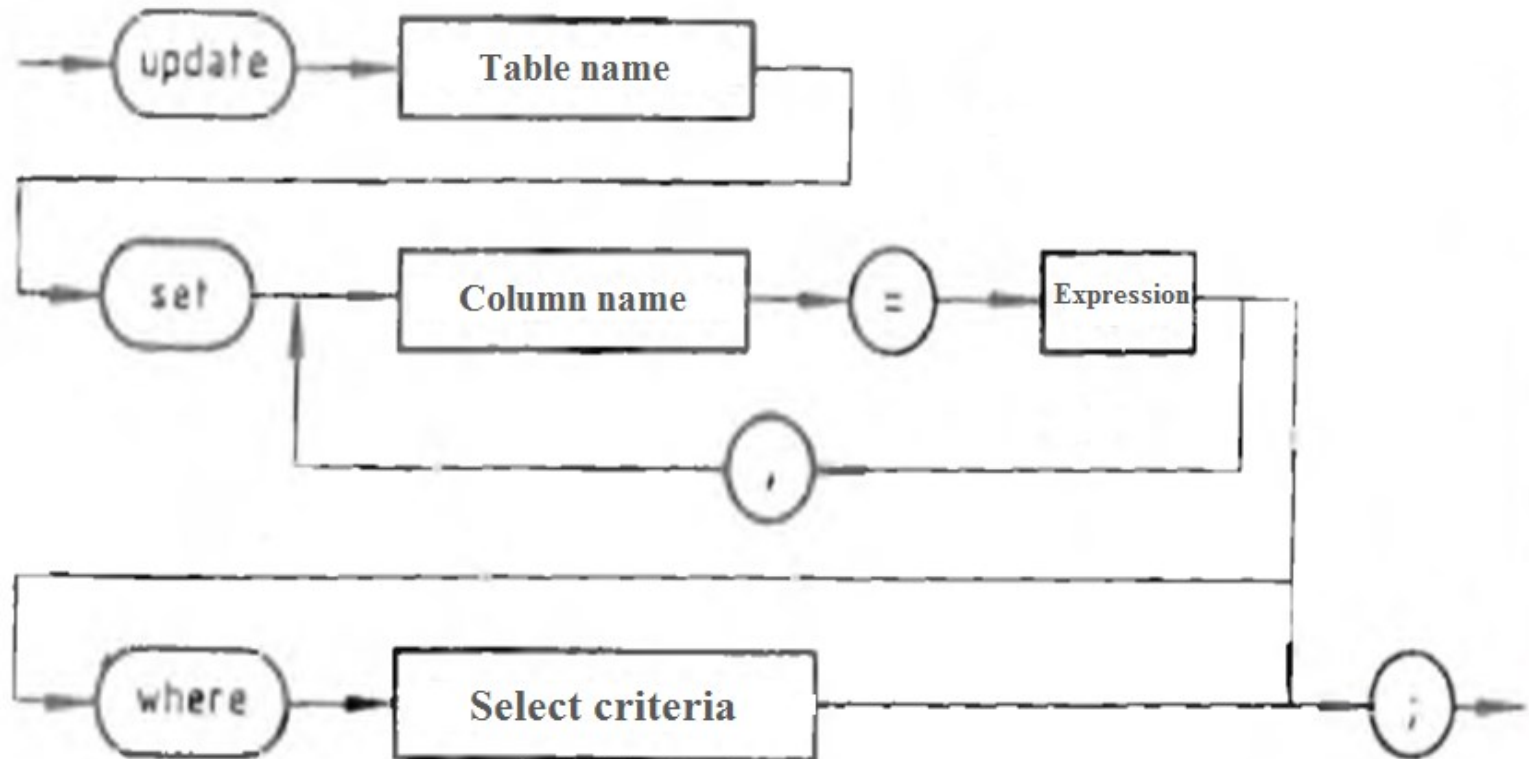 update Table name
set Column name = Expression
,
where Select criteria ;